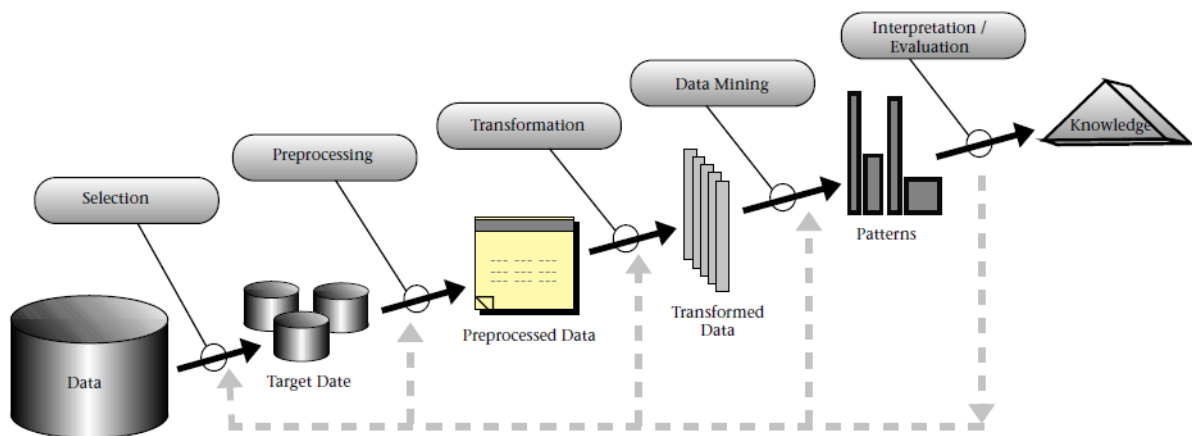 Interpretation /
Evaluation
Data Mining
Transformation
Preprocessing
Selection
Knowledge
Patterns
Transformed
Data
Preprocessed Data
Target Date
Data